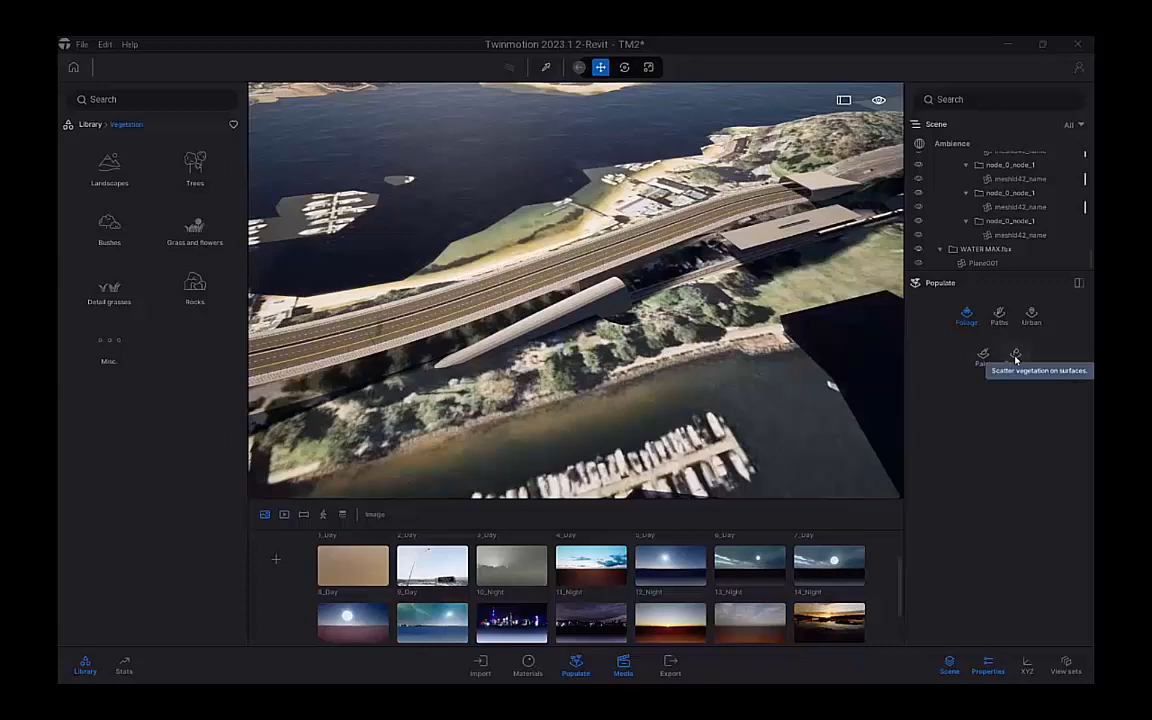 File Edit Help
Twinmotion 2023.1.2-Revit - TM2*
Search
Library > Vegetation
Landscapes
Trees
Bushes
Grass and flowers
Detail grasses
Rocks
Misc.
Search
Scene
All
Ambience
node_0_node_1
meshId42_name
node_0_node_1
meshId42_name
node_0_node_1
meshId42_name
WATER MAX.fbx
Plane001
Populate
Foliage
Paths
Urban
Scatter vegetation on surfaces.
Image
1_Day
2_Day
3_Day
4_Day
5_Day
6_Day
7_Day
8_Day
9_Day
10_Night
11_Night
12_Night
13_Night
14_Night
Library
Stats
Import
Materials
Populate
Media
Export
Scene
Properties
XYZ
View sets